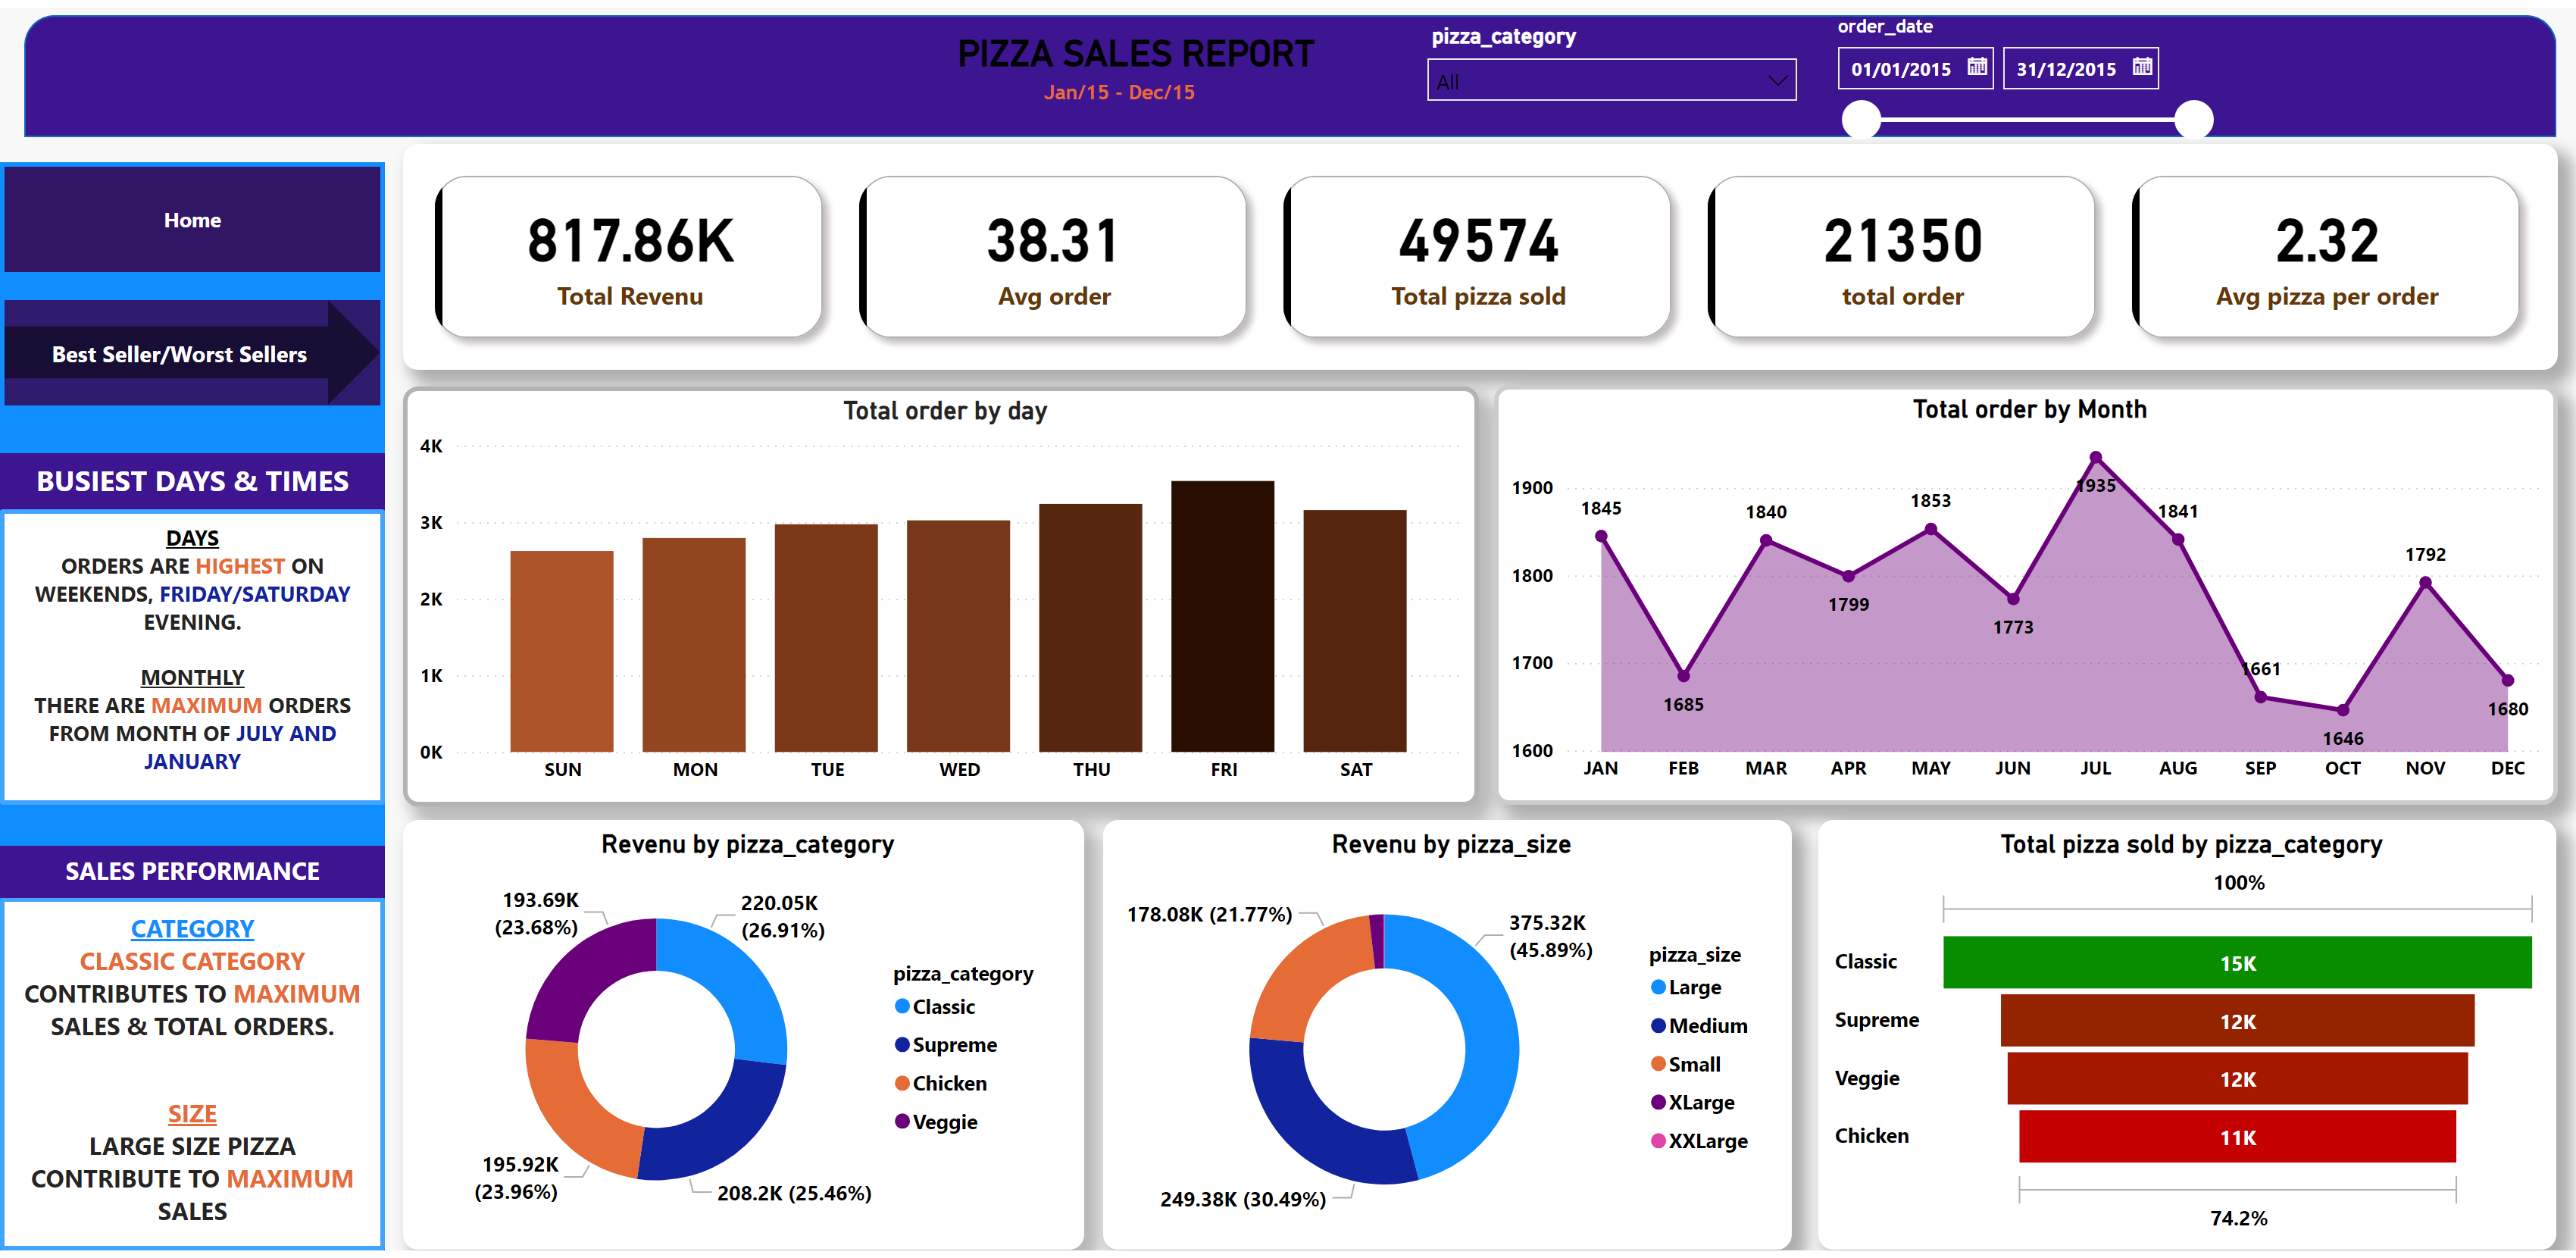 PIZZA SALES REPORT
Jan/15 - Dec/15
pizza_category
All
order_date
01/01/2015
31/12/2015
Home
Best Seller/Worst Sellers
BUSIEST DAYS & TIMES
DAYS
ORDERS ARE HIGHEST ON
WEEKENDS, FRIDAY/SATURDAY
EVENING.
MONTHLY
THERE ARE MAXIMUM ORDERS
FROM MONTH OF JULY AND
JANUARY
SALES PERFORMANCE
CATEGORY
CLASSIC CATEGORY
CONTRIBUTES TO MAXIMUM
SALES & TOTAL ORDERS.
SIZE
LARGE SIZE PIZZA
CONTRIBUTE TO MAXIMUM
SALES
817.86K
Total Revenu
38.31
Avg order
49574
Total pizza sold
21350
total order
2.32
Avg pizza per order
Total order by day
4K
3K
2K
1K
0K
SUN MON TUE WED THU FRI SAT
Total order by Month
1900
1800
1700
1600
1845
1685
1840
1799
1853
1773
1935
1841
1661
1646
1792
1680
JAN FEB MAR APR MAY JUN JUL AUG SEP OCT NOV DEC
Revenu by pizza_category
193.69K
(23.68%)
220.05K
(26.91%)
195.92K
(23.96%)
208.2K (25.46%)
pizza_category
Classic
Supreme
Chicken
Veggie
Revenu by pizza_size
178.08K (21.77%)
375.32K
(45.89%)
249.38K (30.49%)
pizza_size
Large
Medium
Small
XLarge
XXLarge
Total pizza sold by pizza_category
100%
Classic 15K
Supreme 12K
Veggie 12K
Chicken 11K
74.2%